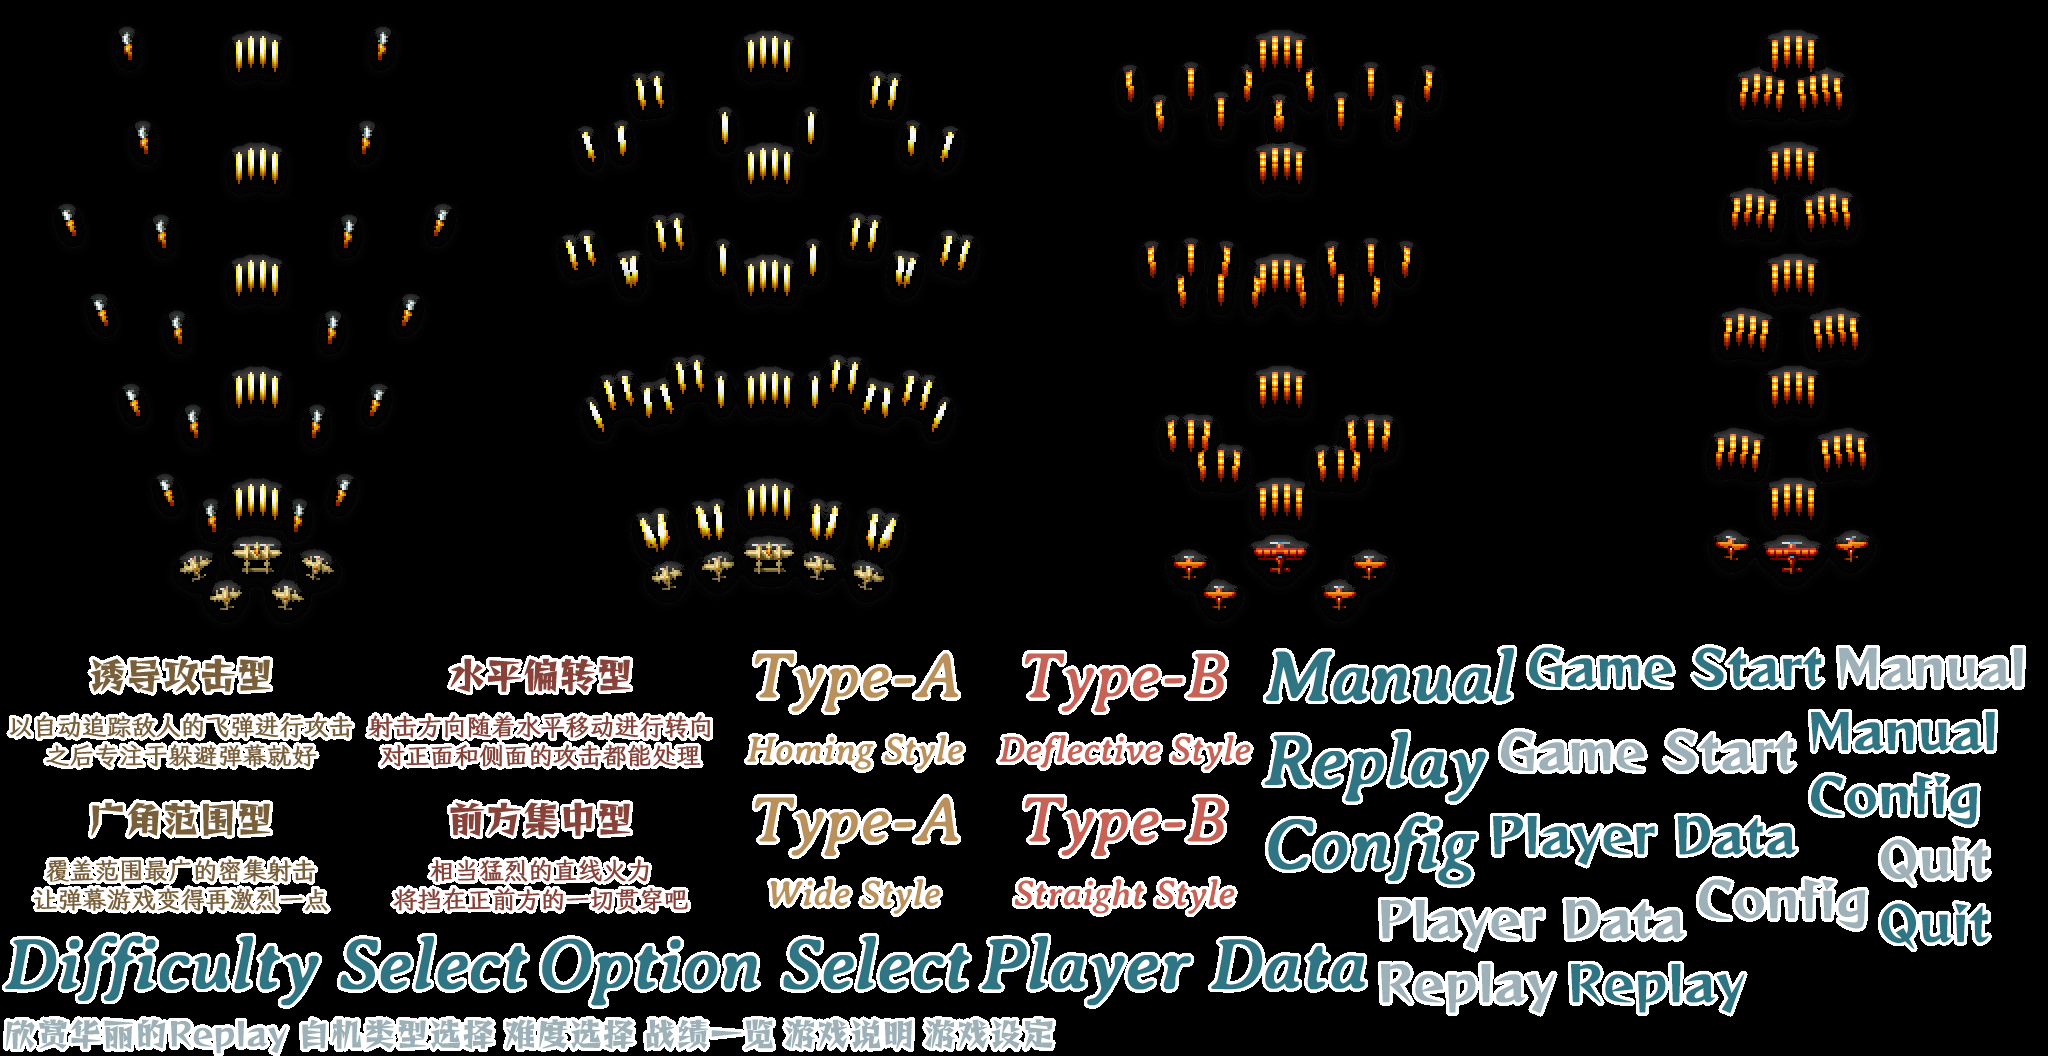 诱导攻击型
以自动追踪敌人的飞弹进行攻击
之后专注于躲避弹幕就好
水平偏转型
射击方向随着水平移动进行转向
对正面和侧面的攻击都能处理
Type-A
Homing Style
Type-B
Deflective Style
广角范围型
覆盖范围最广的密集射击
让弹幕游戏变得再激烈一点
前方集中型
相当猛烈的直线火力
将挡在正前方的一切贯穿吧
Type-A
Wide Style
Type-B
Straight Style
Manual
Game Start
Manual
Replay
Game Start
Manual
Config
Config
Player Data
Quit
Player Data
Config
Quit
Difficulty Select
Option Select
Player Data
Replay
Replay
欣赏华丽的Replay
自机类型选择
难度选择
战绩一览
游戏说明
游戏设定